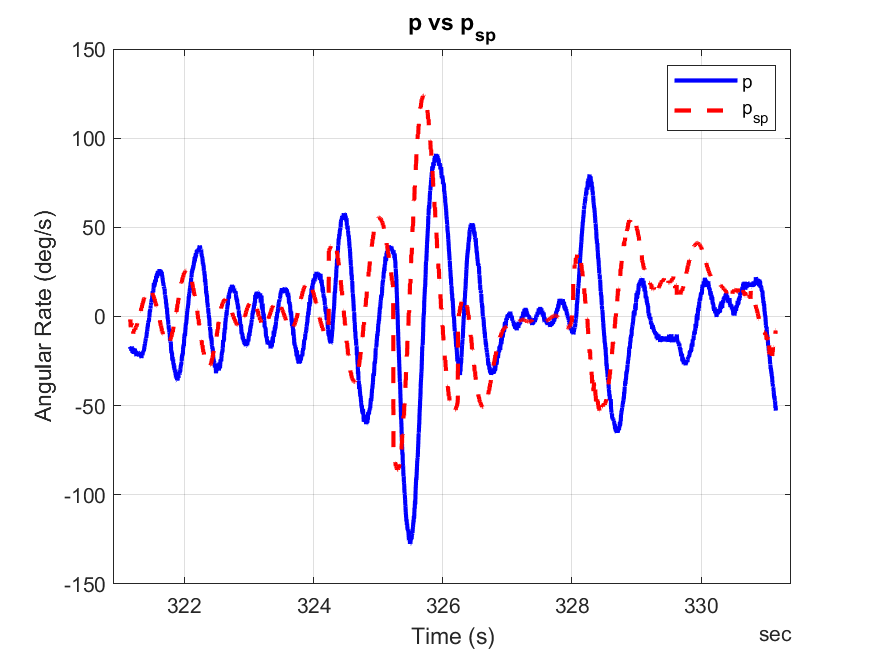 p vs p_sp
150
100
50
0
-50
-100
-150
Angular Rate (deg/s)
p
p_sp
322
324
326
328
330
Time (s)
sec